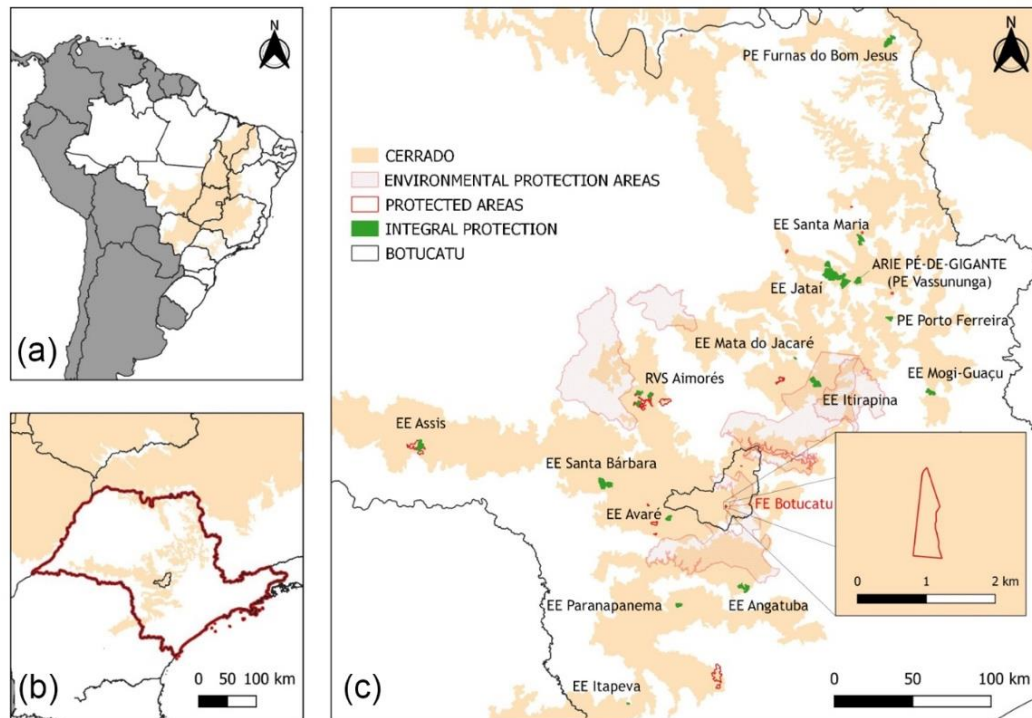 N
(a)
(b)
0 50 100 km
N
PE Furnas do Bom Jesus
CERRADO
ENVIRONMENTAL PROTECTION AREAS
PROTECTED AREAS
INTEGRAL PROTECTION
BOTUCATU
EE Santa Maria
ARIE PÉ-DE-GIGANTE
(PE Vassununga)
EE Jataí
PE Porto Ferreira
EE Mata do Jacaré
EE Mogi-Guaçu
RVS Aimorés
EE Itirapina
EE Assis
EE Santa Bárbara
FE Botucatu
EE Avaré
0 1 2 km
EE Paranapanema
EE Angatuba
EE Itapeva
(c)
0 50 100 km